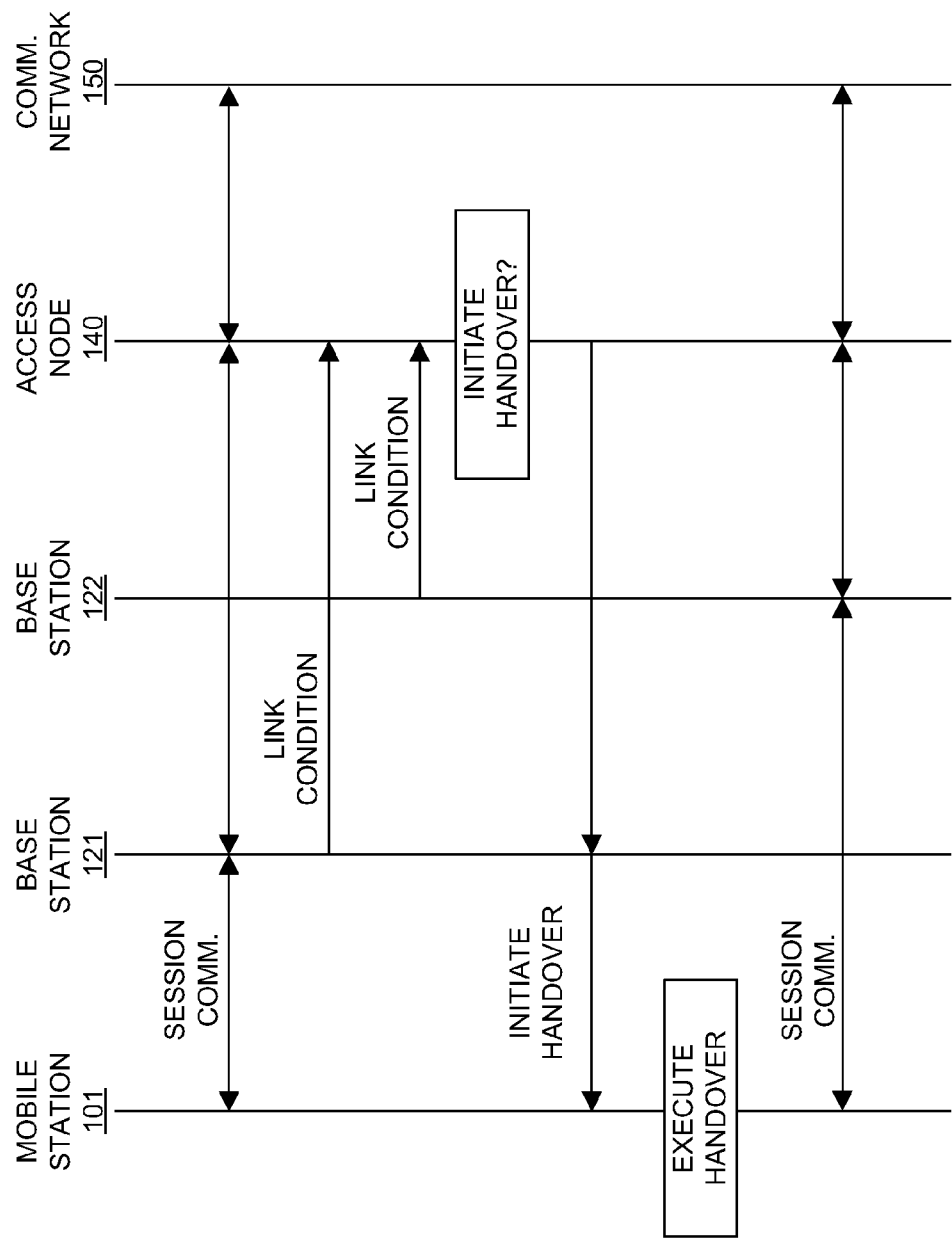 MOBILE
STATION
101
BASE
STATION
121
BASE
STATION
122
ACCESS
NODE
140
COMM.
NETWORK
150
SESSION
COMM.
LINK
CONDITION
LINK
CONDITION
INITIATE
HANDOVER?
INITIATE
HANDOVER
EXECUTE
HANDOVER
SESSION
COMM.